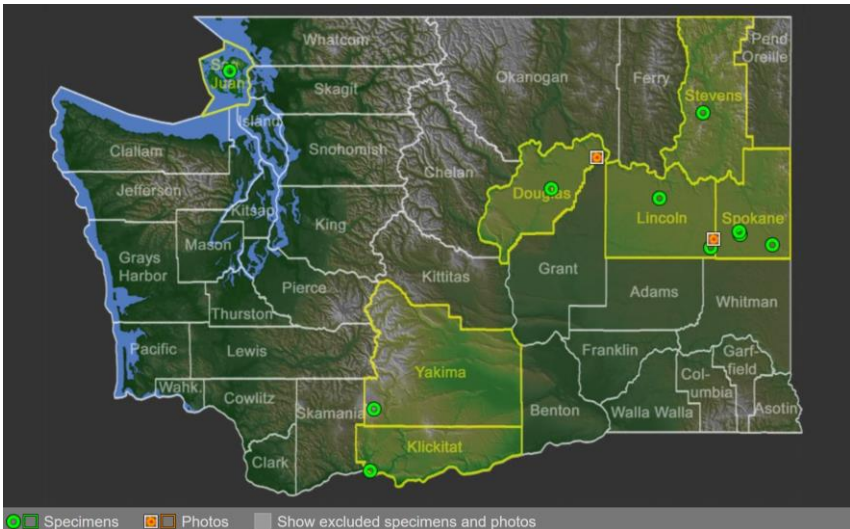 Whatcom
San
Juan
Skagit
Island
Okanogan
Ferry
Pend
Oreille
Stevens
Clallam
Snohomish
Chelan
Jefferson
Kitsap
Douglas
Lincoln
Spokane
King
Mason
Grays
Harbor
Kittitas
Grant
Pierce
Adams
Whitman
Thurston
Pacific
Lewis
Yakima
Franklin
Garf-
field
Col-
umbia
Wahk.
Cowlitz
Skamania
Benton
Walla Walla
Asotin
Klickitat
Clark
Specimens
Photos
Show excluded specimens and photos